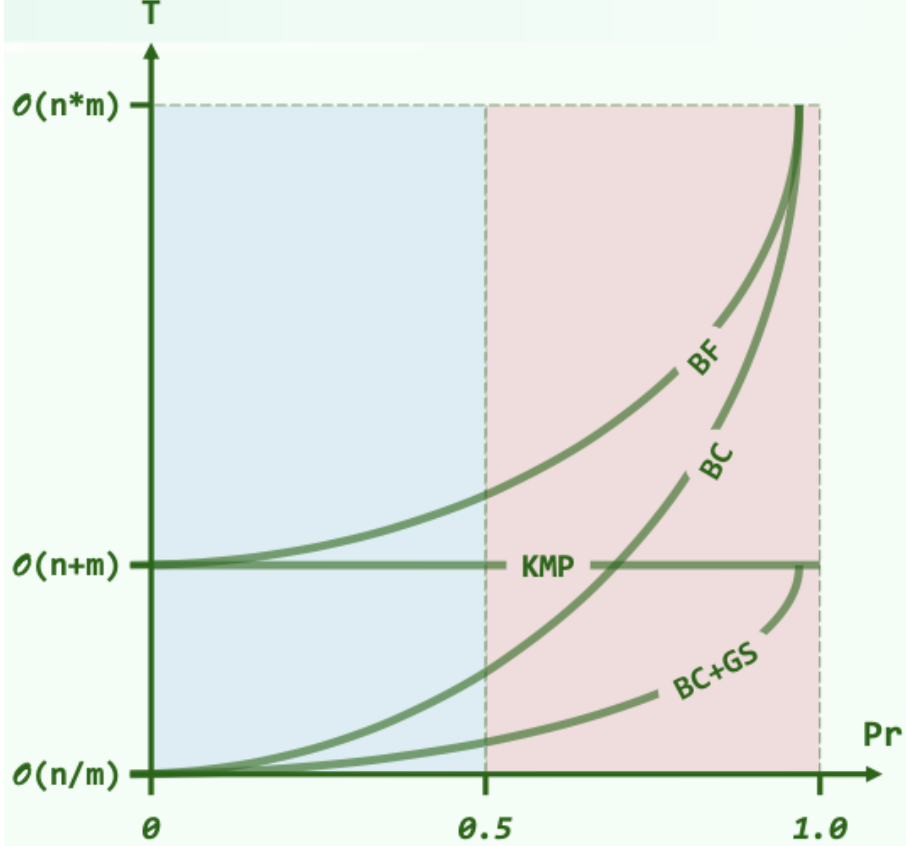 T
O(n*m)
BF
BC
O(n+m)
KMP
BC+GS
Pr
O(n/m)
0
0.5
1.0